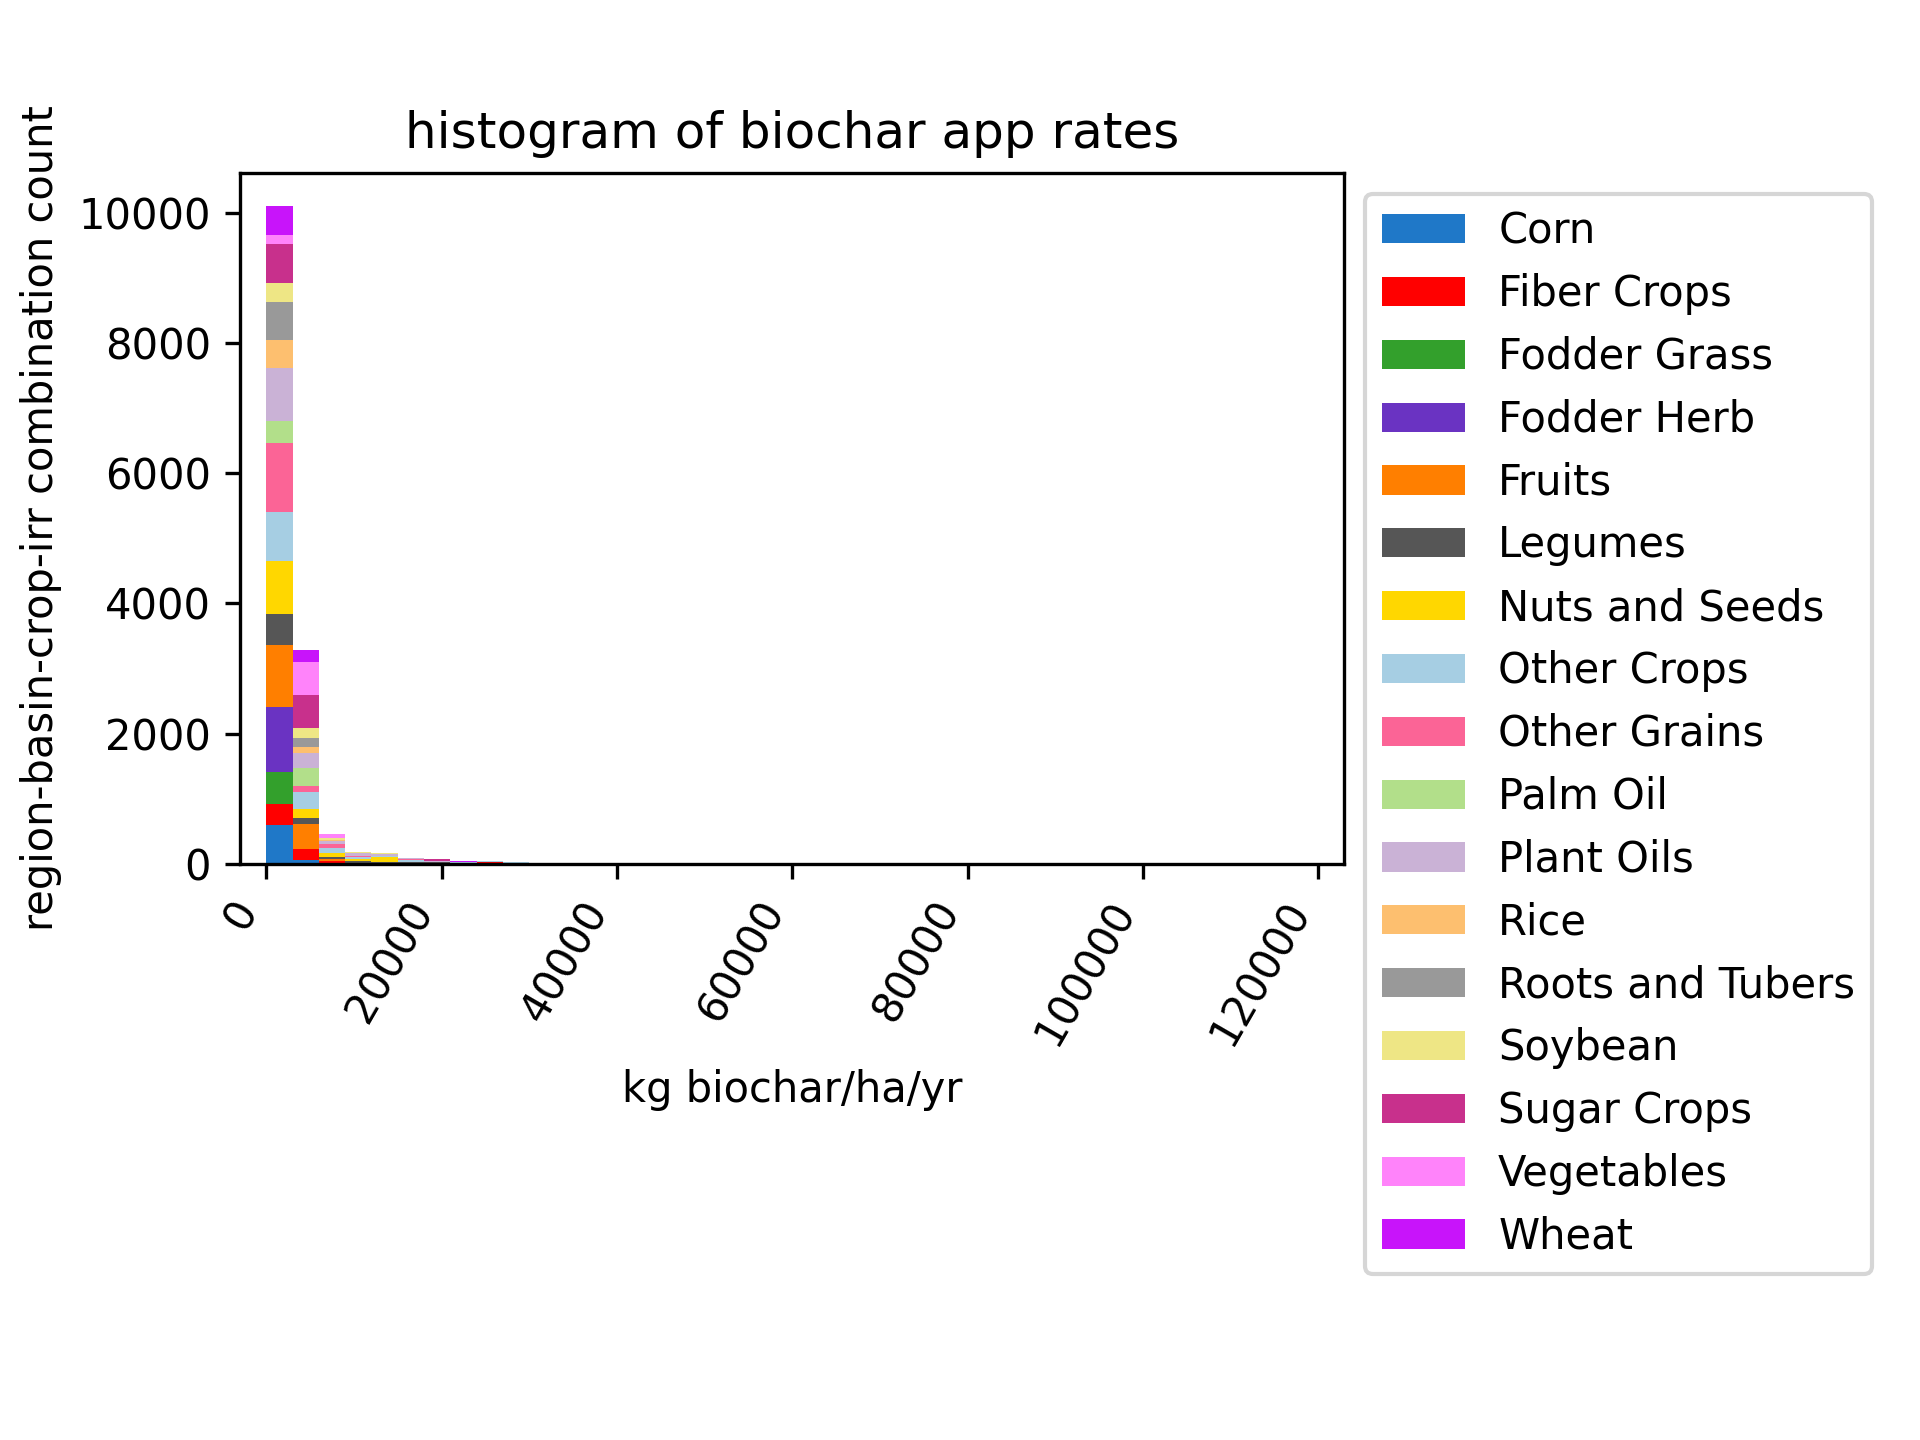 histogram of biochar app rates
region-basin-crop-irr combination count
10000
8000
6000
4000
2000
0
0
20000
40000
60000
80000
100000
120000
kg biochar/ha/yr
Corn
Fiber Crops
Fodder Grass
Fodder Herb
Fruits
Legumes
Nuts and Seeds
Other Crops
Other Grains
Palm Oil
Plant Oils
Rice
Roots and Tubers
Soybean
Sugar Crops
Vegetables
Wheat